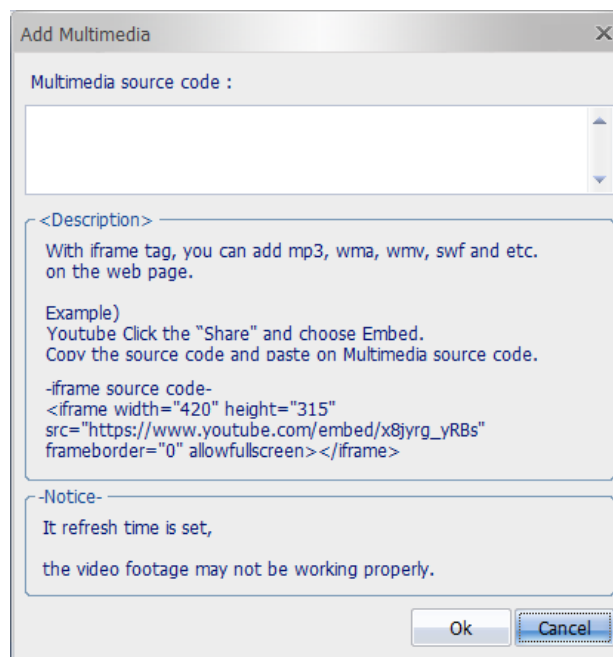 Add Multimedia
Multimedia source code :
<Description>
With iframe tag, you can add mp3, wma, wmv, swf and etc.
on the web page.
Example)
Youtube Click the "Share" and choose Embed.
Copy the source code and paste on Multimedia source code.
-iframe source code-
<iframe width="420" height="315"
src="https://www.youtube.com/embed/x8jyrg_yRBs"
frameborder="0" allowfullscreen></iframe>
-Notice-
It refresh time is set,
the video footage may not be working properly.
Ok
Cancel